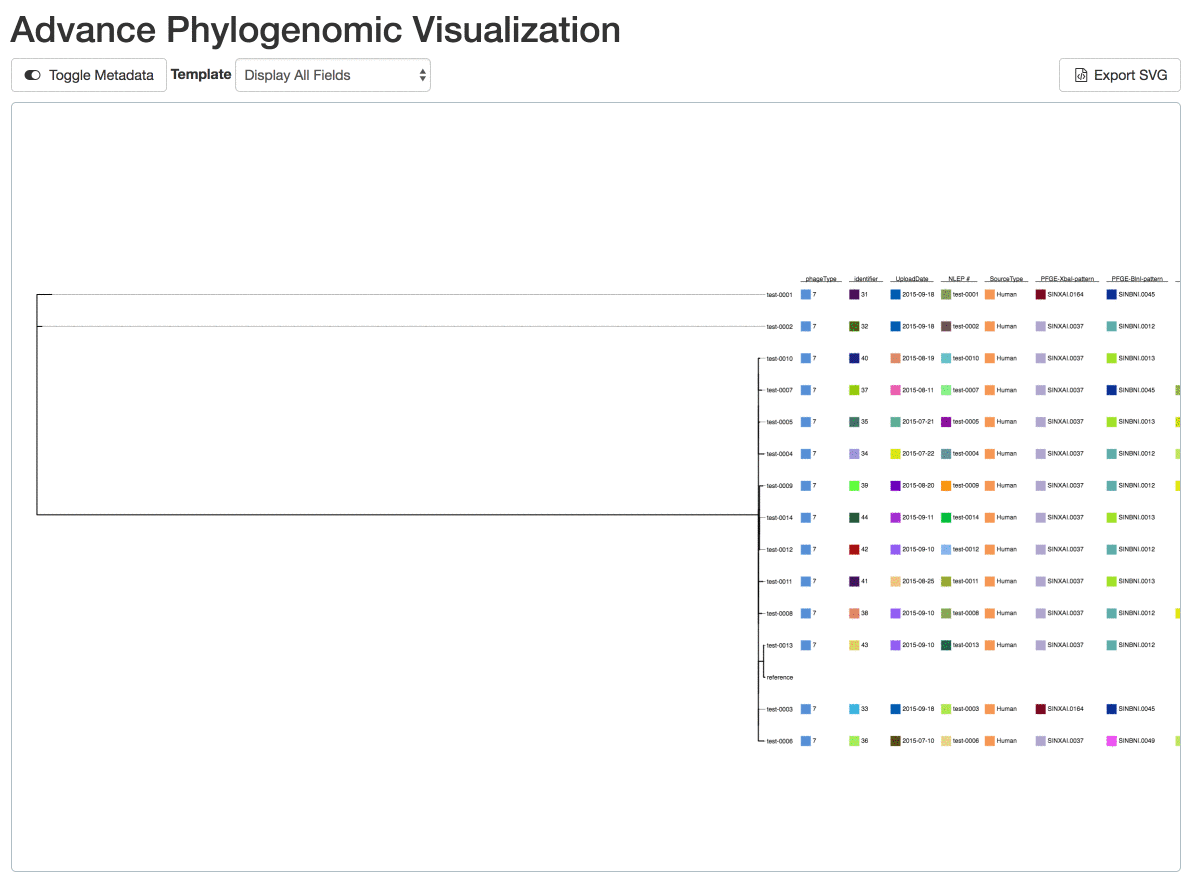 Advance Phylogenomic Visualization
Toggle Metadata Template Display All Fields Export SVG
phageType identifier UploadDate NLEP # SourceType PFGE-XbaI-pattern PFGE-BlnI-pattern
test-0001 7 31 2015-09-18 test-0001 Human SINXAI.0164 SINBNI.0045
test-0002 7 32 2015-09-18 test-0002 Human SINXAI.0037 SINBNI.0012
test-0010 7 40 2015-08-19 test-0010 Human SINXAI.0037 SINBNI.0013
test-0007 7 37 2015-08-11 test-0007 Human SINXAI.0037 SINBNI.0045
test-0005 7 35 2015-07-21 test-0005 Human SINXAI.0037 SINBNI.0013
test-0004 7 34 2015-07-22 test-0004 Human SINXAI.0037 SINBNI.0012
test-0009 7 39 2015-08-20 test-0009 Human SINXAI.0037 SINBNI.0012
test-0014 7 44 2015-09-11 test-0014 Human SINXAI.0037 SINBNI.0013
test-0012 7 42 2015-09-10 test-0012 Human SINXAI.0037 SINBNI.0012
test-0011 7 41 2015-08-25 test-0011 Human SINXAI.0037 SINBNI.0013
test-0008 7 38 2015-09-10 test-0008 Human SINXAI.0037 SINBNI.0012
test-0013 7 43 2015-09-10 test-0013 Human SINXAI.0037 SINBNI.0012
reference
test-0003 7 33 2015-09-18 test-0003 Human SINXAI.0164 SINBNI.0045
test-0006 7 36 2015-07-10 test-0006 Human SINXAI.0037 SINBNI.0049